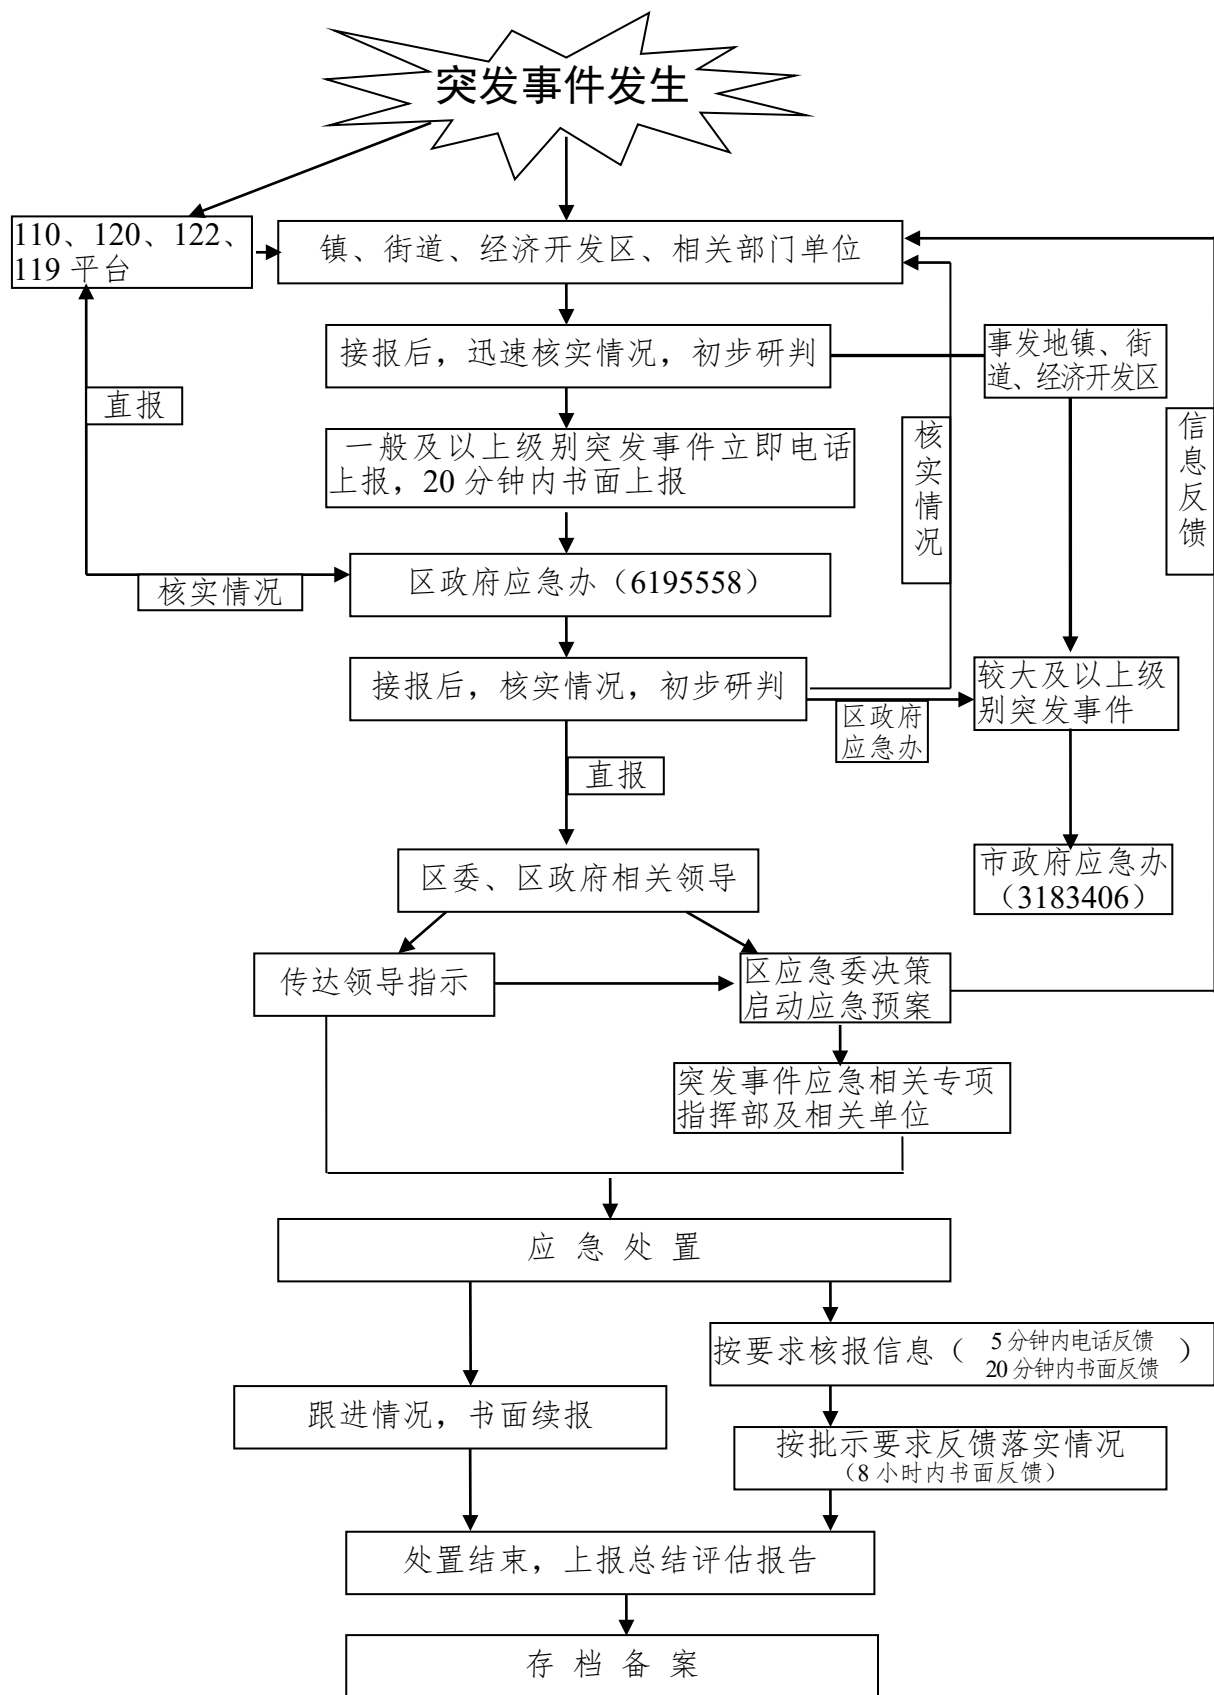 突发事件发生
110、120、122、
119 平台
镇、街道、经济开发区、相关部门单位
接报后，迅速核实情况，初步研判
事发地镇、街
道、经济开发区
直报
一般及以上级别突发事件立即电话
上报，20 分钟内书面上报
核
实
情
况
信
息
反
馈
核实情况
区政府应急办（6195558）
接报后，核实情况，初步研判
较大及以上级
别突发事件
区政府
应急办
直报
区委、区政府相关领导
市政府应急办
（3183406）
传达领导指示
区应急委决策
启动应急预案
突发事件应急相关专项
指挥部及相关单位
应 急 处 置
按要求核报信息（ 5 分钟内电话反馈 ）
20 分钟内书面反馈
跟进情况，书面续报
按批示要求反馈落实情况
（8 小时内书面反馈）
处置结束，上报总结评估报告
存 档 备 案